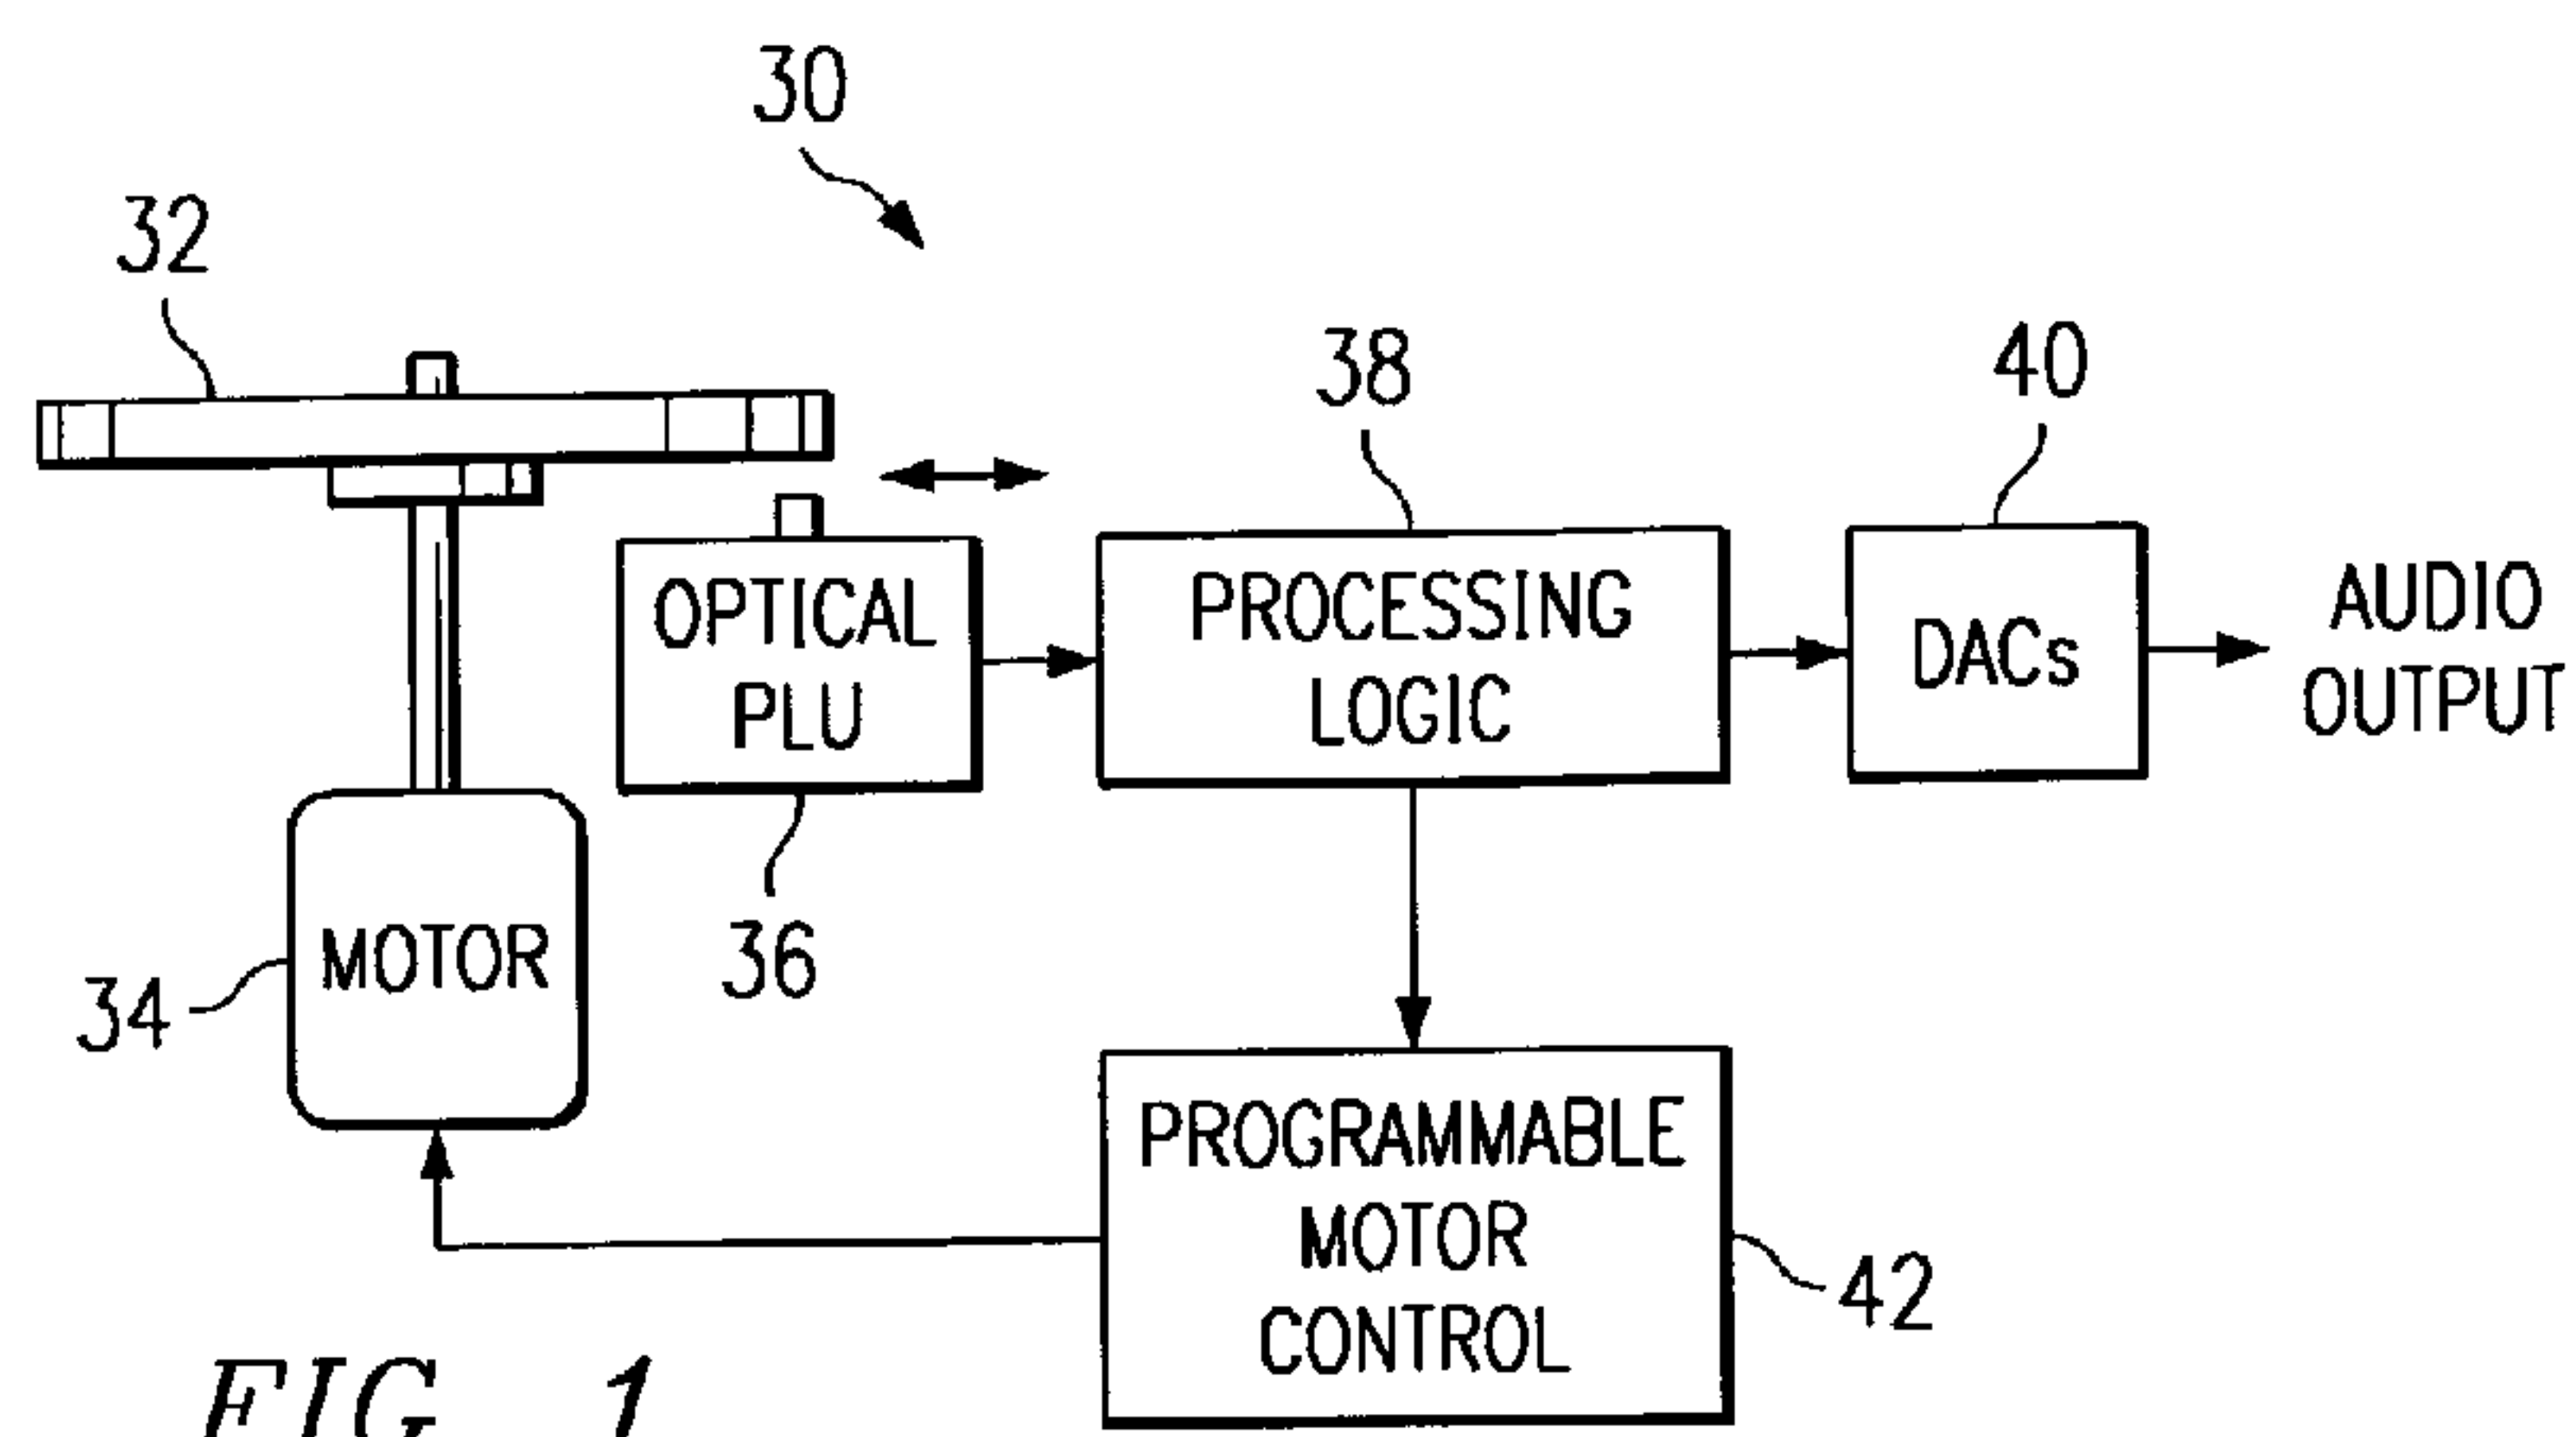 30
32
38
40
OPTICAL
PLU
PROCESSING
LOGIC
DACs
AUDIO
OUTPUT
36
34
MOTOR
PROGRAMMABLE
MOTOR
CONTROL
42
FIG. 1